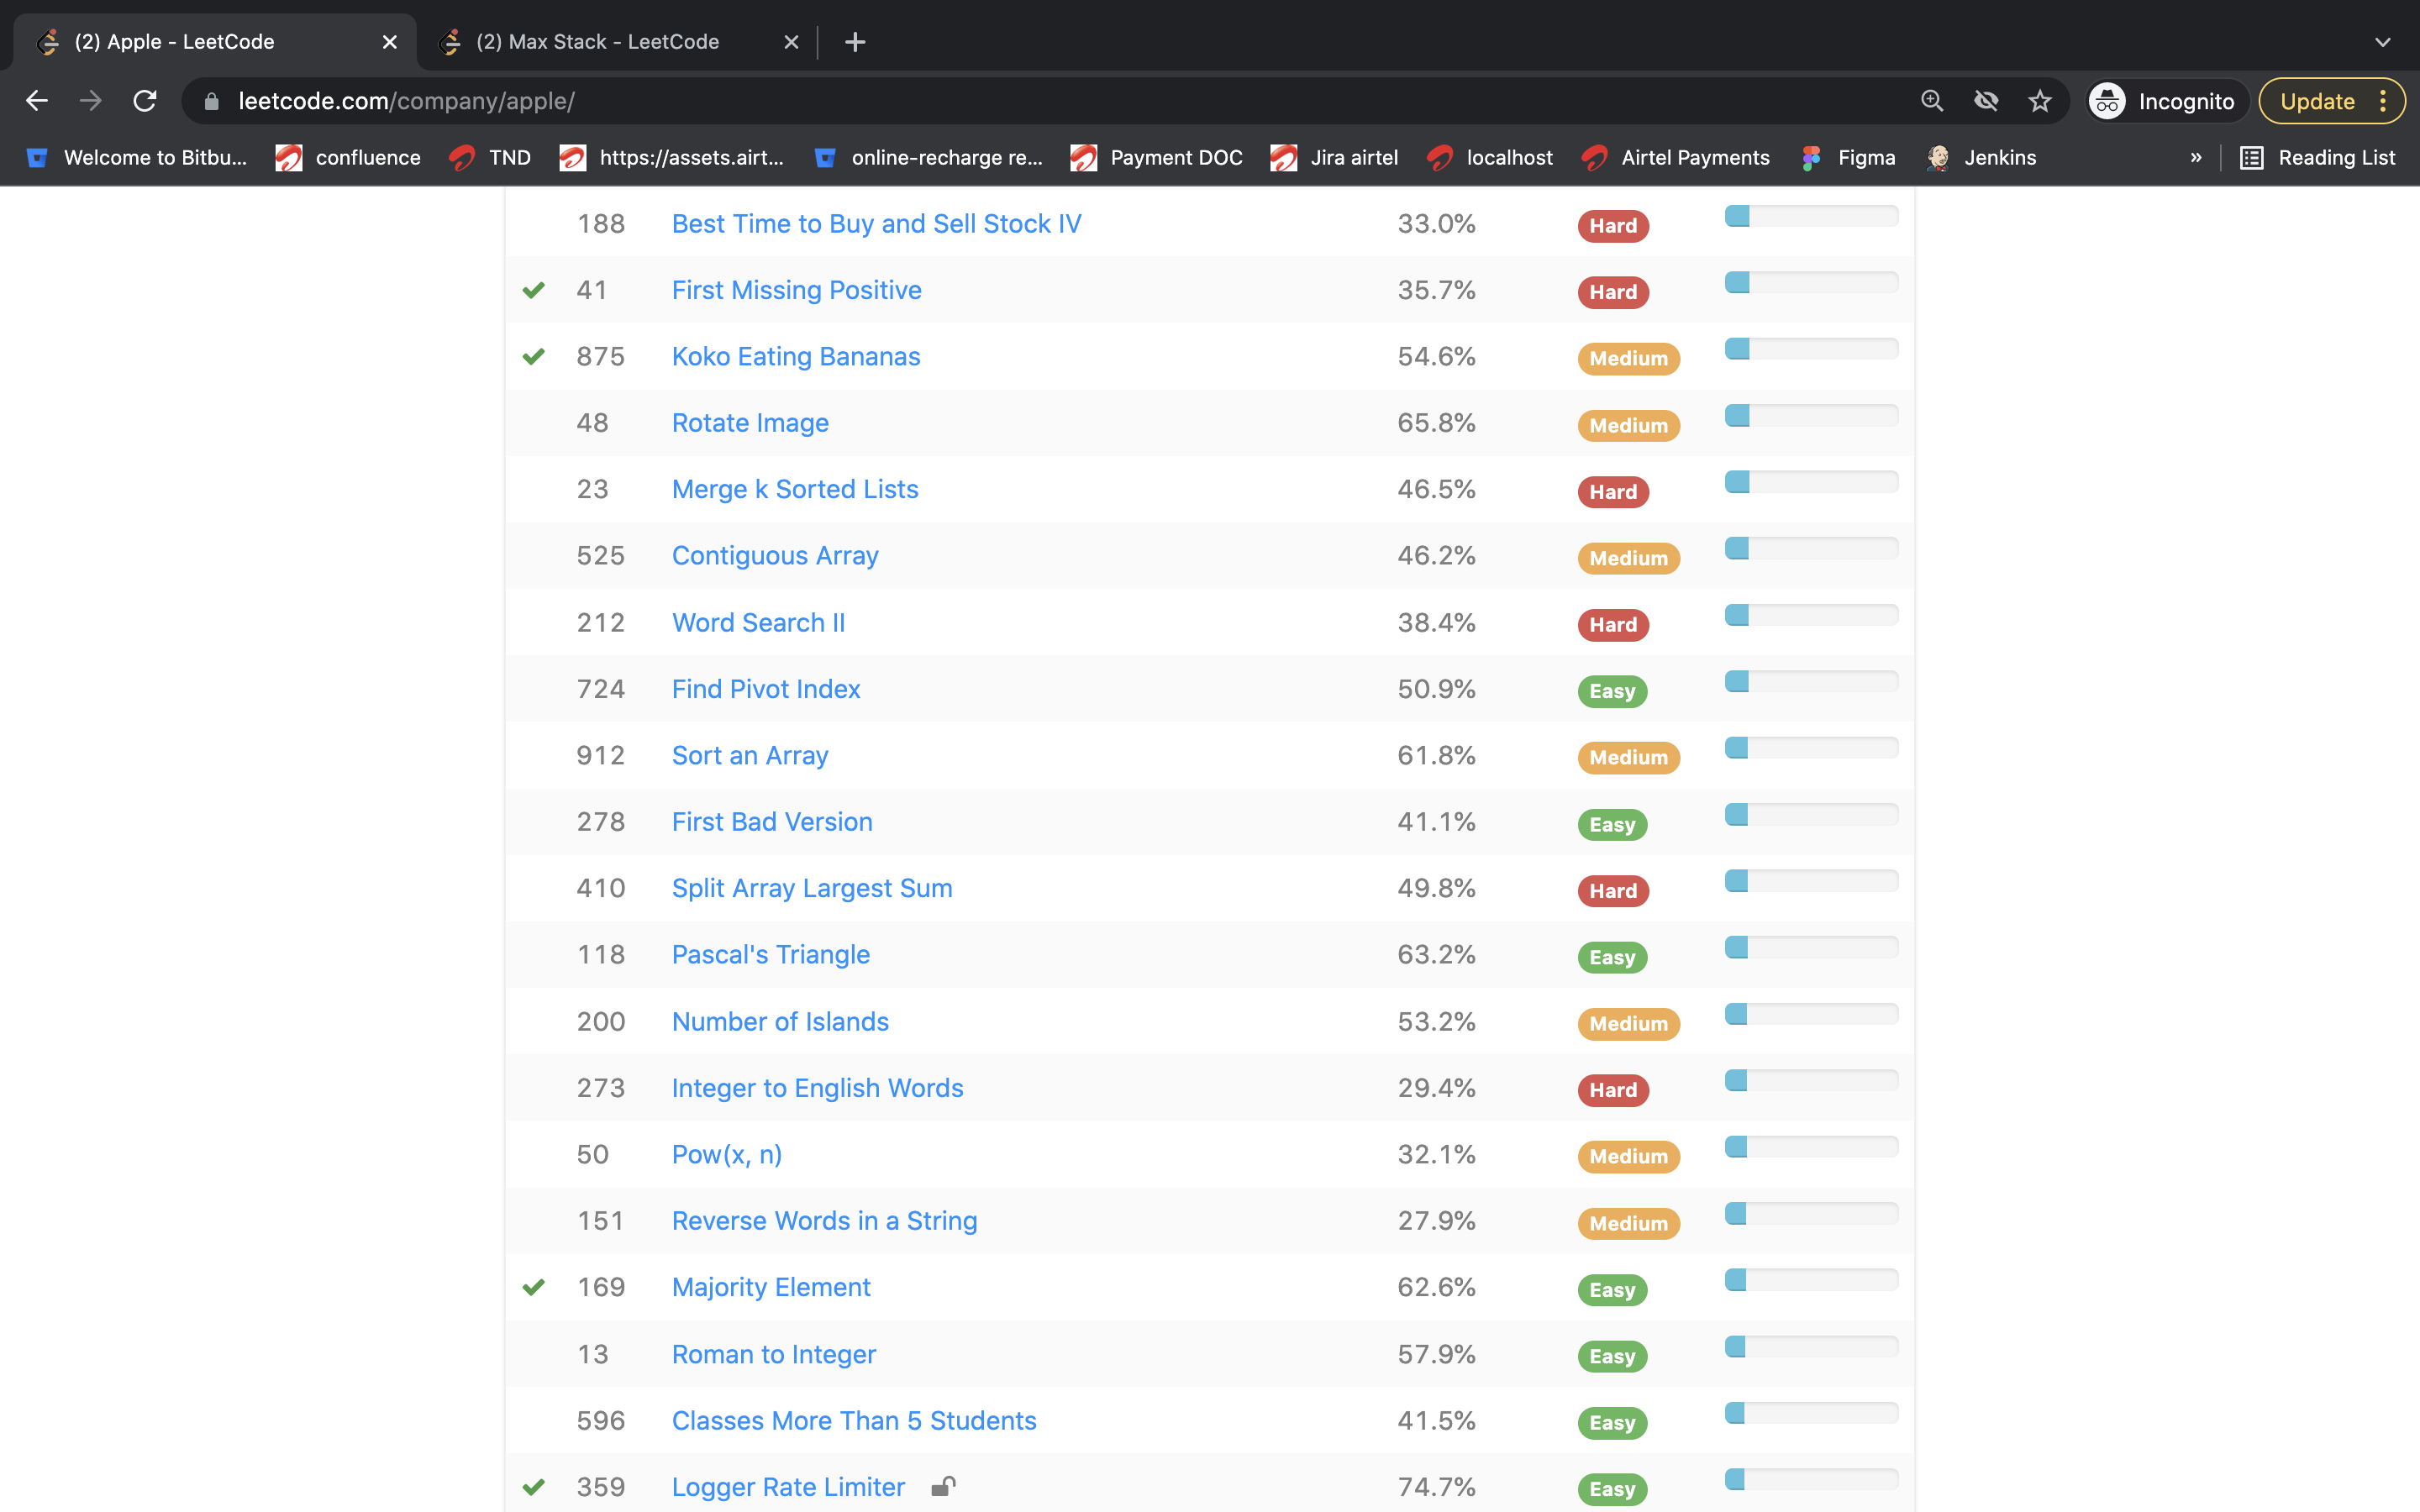 (2) Apple - LeetCode
(2) Max Stack - LeetCode
leetcode.com/company/apple/
Incognito
Update
Welcome to Bitbu... confluence TND https://assets.airt... online-recharge re... Payment DOC Jira airtel localhost Airtel Payments Figma Jenkins » Reading List
188 Best Time to Buy and Sell Stock IV 33.0% Hard
41 First Missing Positive 35.7% Hard
875 Koko Eating Bananas 54.6% Medium
48 Rotate Image 65.8% Medium
23 Merge k Sorted Lists 46.5% Hard
525 Contiguous Array 46.2% Medium
212 Word Search II 38.4% Hard
724 Find Pivot Index 50.9% Easy
912 Sort an Array 61.8% Medium
278 First Bad Version 41.1% Easy
410 Split Array Largest Sum 49.8% Hard
118 Pascal's Triangle 63.2% Easy
200 Number of Islands 53.2% Medium
273 Integer to English Words 29.4% Hard
50 Pow(x, n) 32.1% Medium
151 Reverse Words in a String 27.9% Medium
169 Majority Element 62.6% Easy
13 Roman to Integer 57.9% Easy
596 Classes More Than 5 Students 41.5% Easy
359 Logger Rate Limiter 74.7% Easy